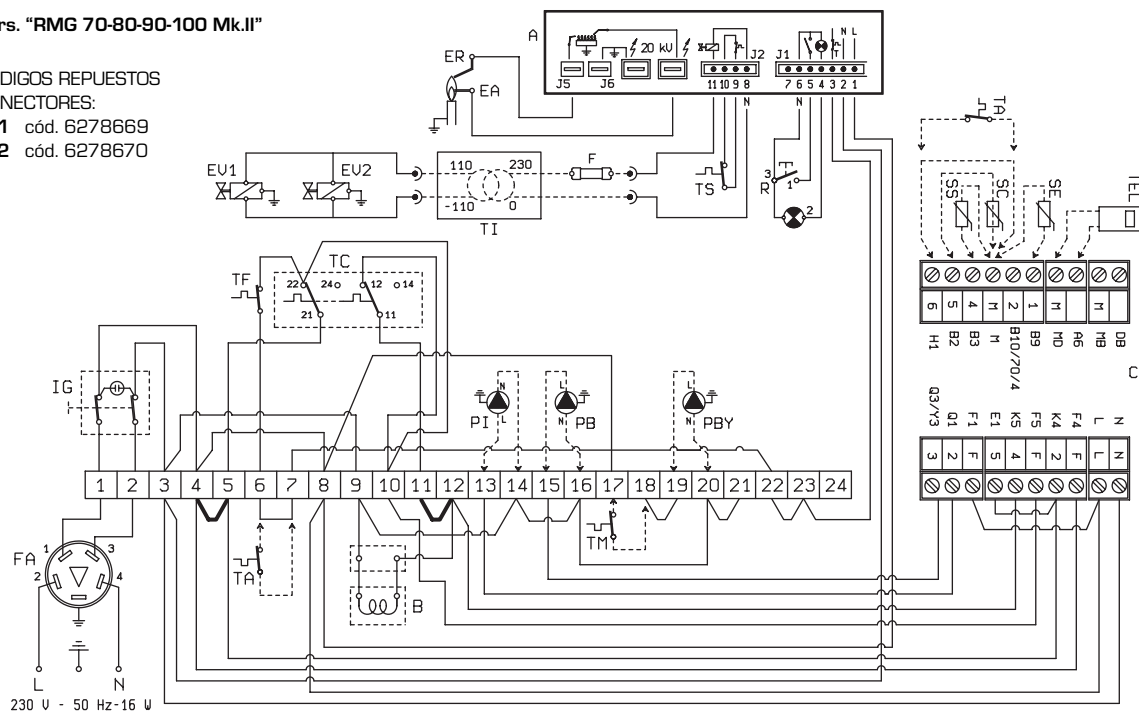 rs. “RMG 70-80-90-100 Mk.II”
DIGOS REPUESTOS
NECTORES:
1 cód. 6278669
2 cód. 6278670
A
ER
EA
20 kV
J5
J6
J2
J1
N L
11 10 9 8
7 6 5 4 3 2 1
N
N
EV1
EV2
110
230
-110
0
TI
F
TS
3
R
1
2
TA
SS
SC
SE
TEL
6 5 4 M 2 1 M M
H1 B2 B3 M B10/70/4 B9 MD A6 MB DB
C
Q3/Y3 Q1 F1 E1 K5 F5 K4 F4 L N
3 2 F 5 4 F 2 F L N
TF
TC
22 24 12 14
21 11
IG
PI
N
L
PB
L
N
PBY
L
N
1 2 3 4 5 6 7 8 9 10 11 12 13 14 15 16 17 18 19 20 21 22 23 24
FA
1 3
2 4
TA
B
TM
L
N
230 V - 50 Hz-16 W